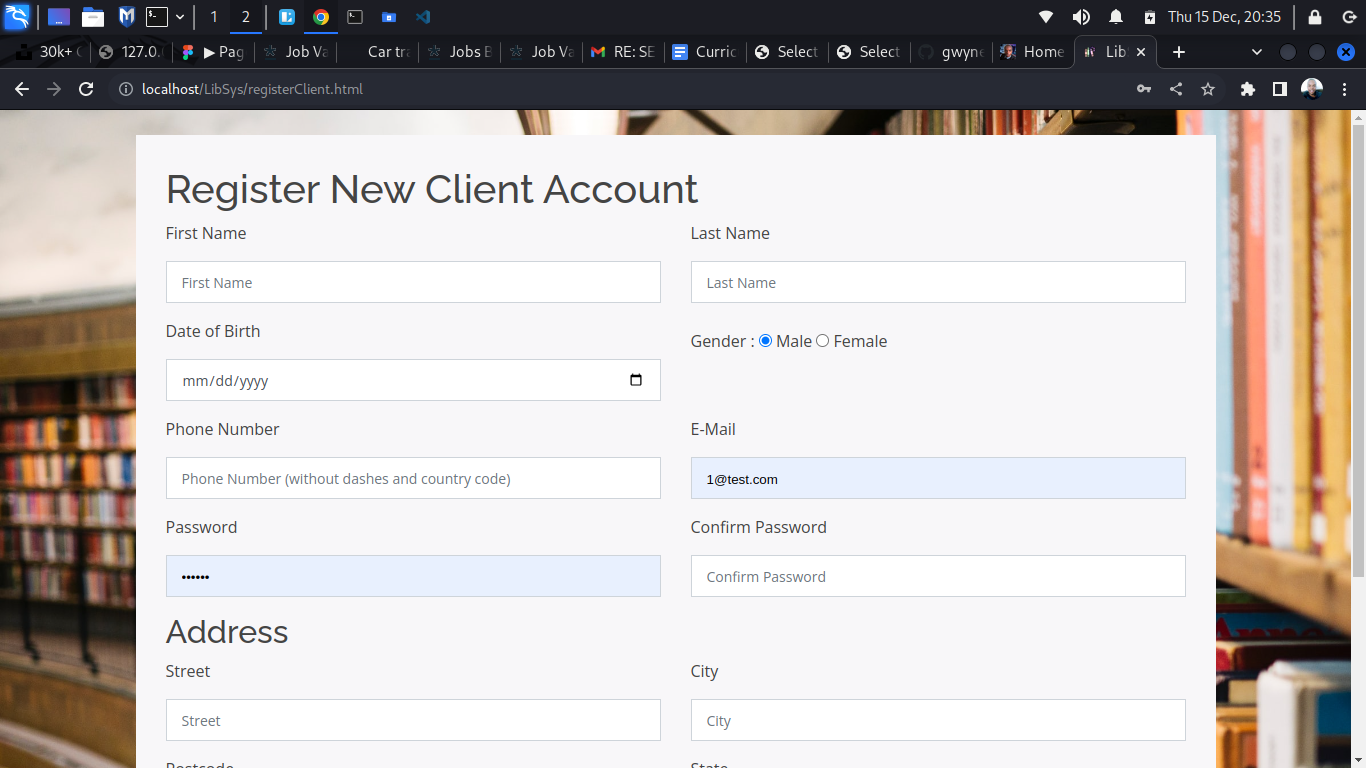 1 2 Thu 15 Dec, 20:35
30k+ 127.0. ▶ Pag Job Va Car tra Jobs B Job Va RE: SE Curric Select Select gwyne Home Lib
localhost/LibSys/registerClient.html
Register New Client Account
First Name Last Name
First Name Last Name
Date of Birth
Gender : Male Female
mm/dd/yyyy
Phone Number E-Mail
Phone Number (without dashes and country code) 1@test.com
Password Confirm Password
•••••• Confirm Password
Address
Street City
Street City
Postcode State